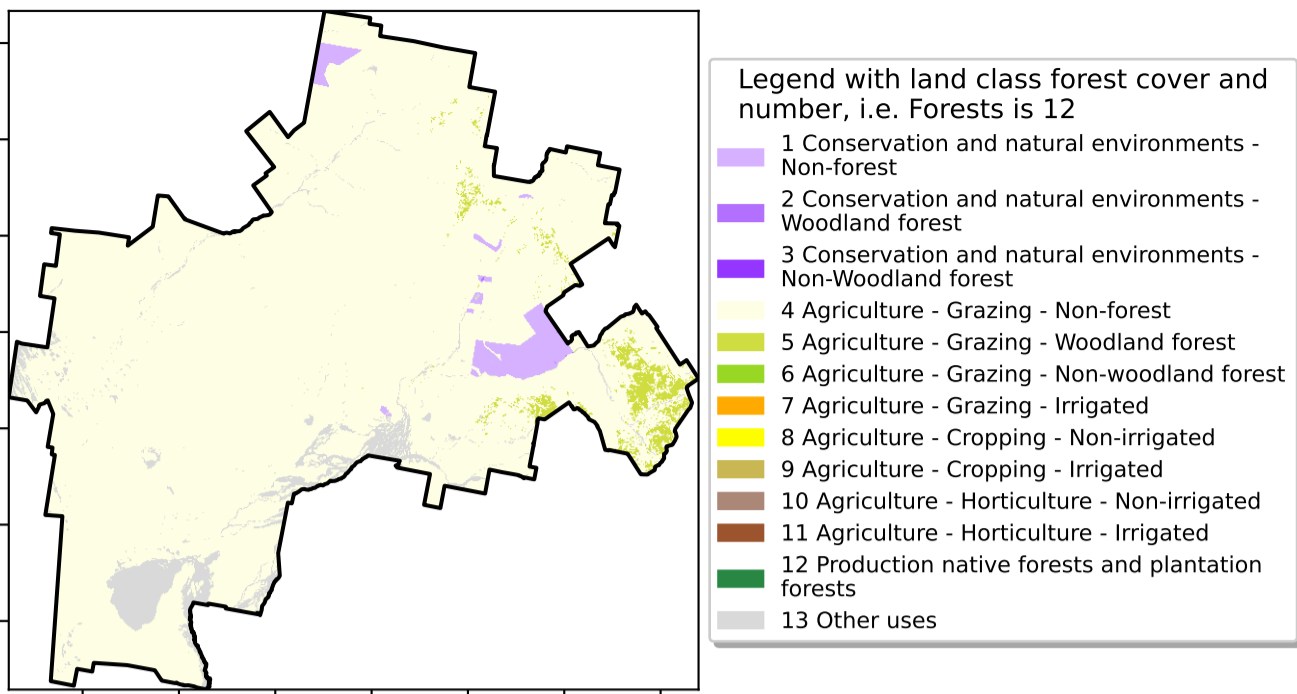 Legend with land class forest cover and
number, i.e. Forests is 12
1 Conservation and natural environments -
Non-forest
2 Conservation and natural environments -
Woodland forest
3 Conservation and natural environments -
Non-Woodland forest
4 Agriculture - Grazing - Non-forest
5 Agriculture - Grazing - Woodland forest
6 Agriculture - Grazing - Non-woodland forest
7 Agriculture - Grazing - Irrigated
8 Agriculture - Cropping - Non-irrigated
9 Agriculture - Cropping - Irrigated
10 Agriculture - Horticulture - Non-irrigated
11 Agriculture - Horticulture - Irrigated
12 Production native forests and plantation
forests
13 Other uses